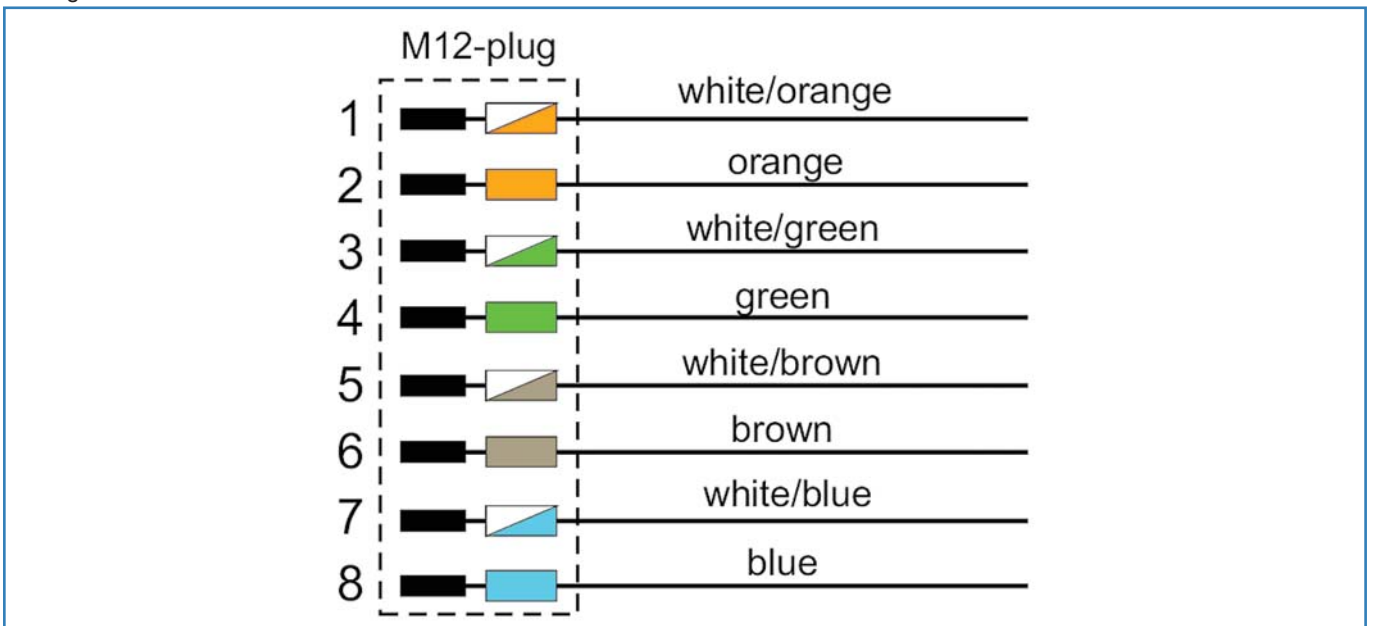 M12-plug
1 white/orange
2 orange
3 white/green
4 green
5 white/brown
6 brown
7 white/blue
8 blue